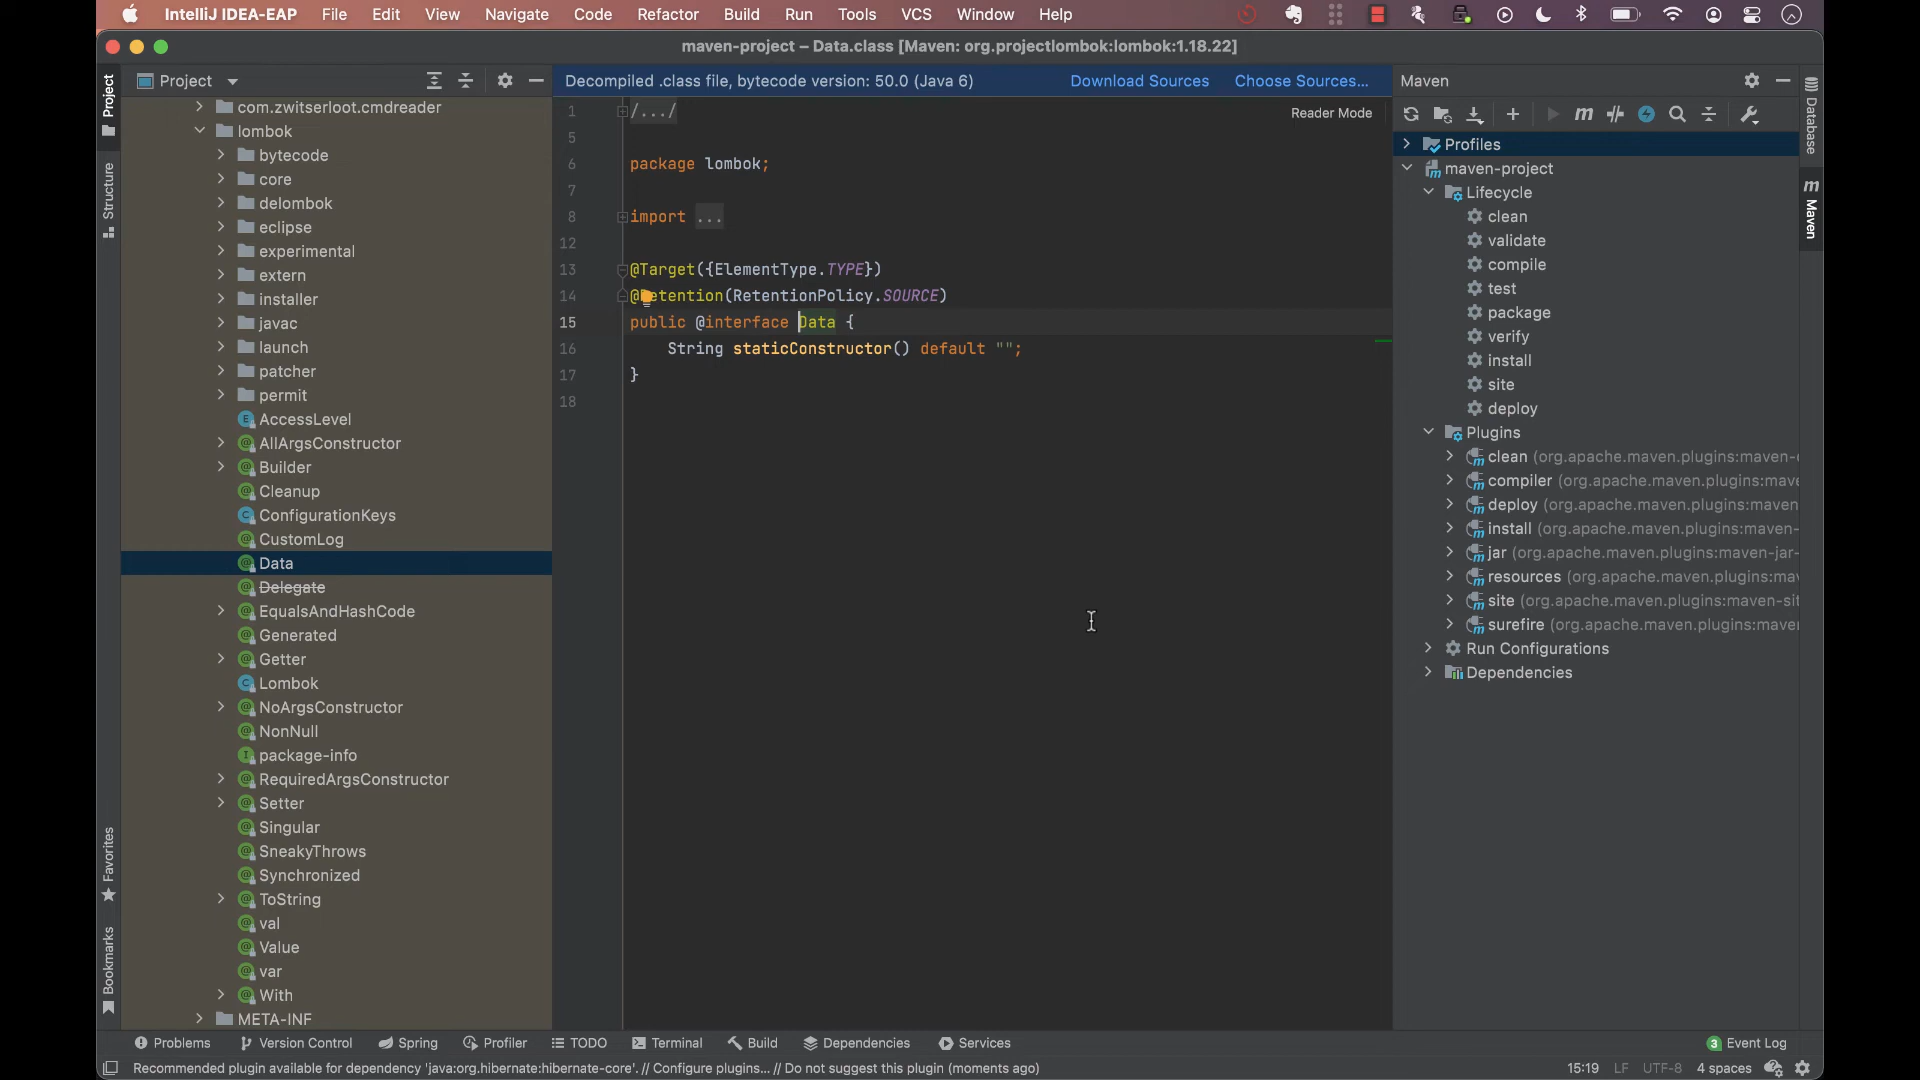 IntelliJ IDEA-EAP File Edit View Navigate Code Refactor Build Run Tools VCS Window Help
maven-project – Data.class [Maven: org.projectlombok:lombok:1.18.22]
Project
Project
Structure
Favorites
Bookmarks
com.zwitserloot.cmdreader
lombok
bytecode
core
delombok
eclipse
experimental
extern
installer
javac
launch
patcher
permit
AccessLevel
AllArgsConstructor
Builder
Cleanup
ConfigurationKeys
CustomLog
Data
Delegate
EqualsAndHashCode
Generated
Getter
Lombok
NoArgsConstructor
NonNull
package-info
RequiredArgsConstructor
Setter
Singular
SneakyThrows
Synchronized
ToString
val
Value
var
With
META-INF
Decompiled .class file, bytecode version: 50.0 (Java 6) Download Sources Choose Sources...
Reader Mode
1 /.../
5
6 package lombok;
7
8 import ...
12
13 @Target({ElementType.TYPE})
14 @Retention(RetentionPolicy.SOURCE)
15 public @interface Data {
16 String staticConstructor() default "";
17 }
18
Maven
Profiles
maven-project
Lifecycle
clean
validate
compile
test
package
verify
install
site
deploy
Plugins
clean (org.apache.maven.plugins:maven-c
compiler (org.apache.maven.plugins:mave
deploy (org.apache.maven.plugins:mave
install (org.apache.maven.plugins:maven-
jar (org.apache.maven.plugins:maven-jar-
resources (org.apache.maven.plugins:ma
site (org.apache.maven.plugins:maven-sit
surefire (org.apache.maven.plugins:maver
Run Configurations
Dependencies
Database
Maven
Problems Version Control Spring Profiler TODO Terminal Build Dependencies Services 3 Event Log
Recommended plugin available for dependency 'java:org.hibernate:hibernate-core'. // Configure plugins... // Do not suggest this plugin (moments ago) 15:19 LF UTF-8 4 spaces